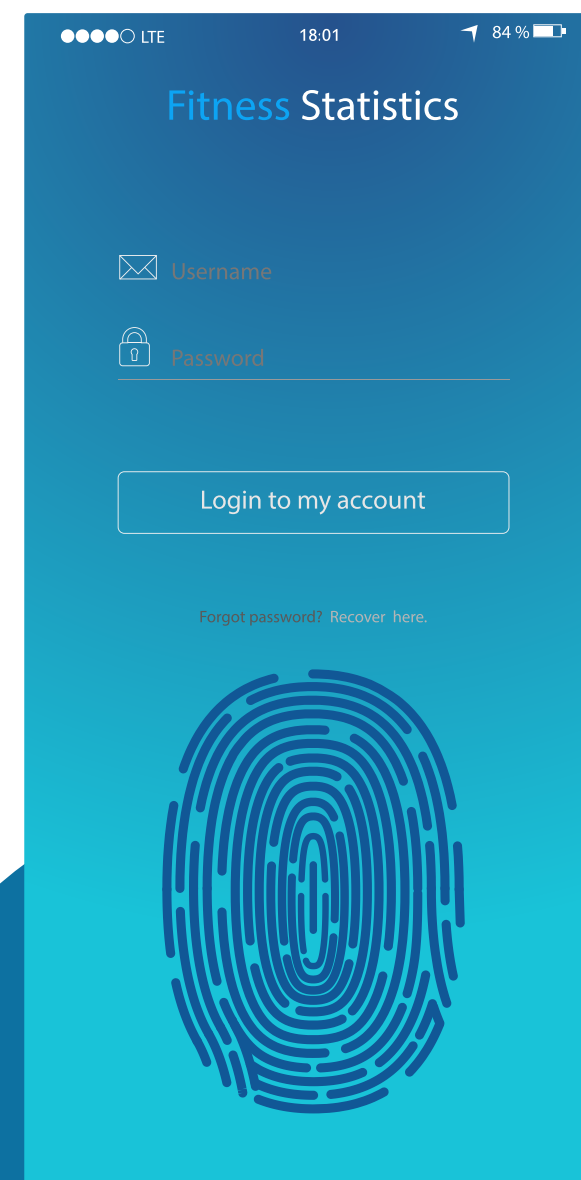 LTE 18:01 84 %
Fitness Statistics
Username
Password
Login to my account
Forgot password? Recover here.